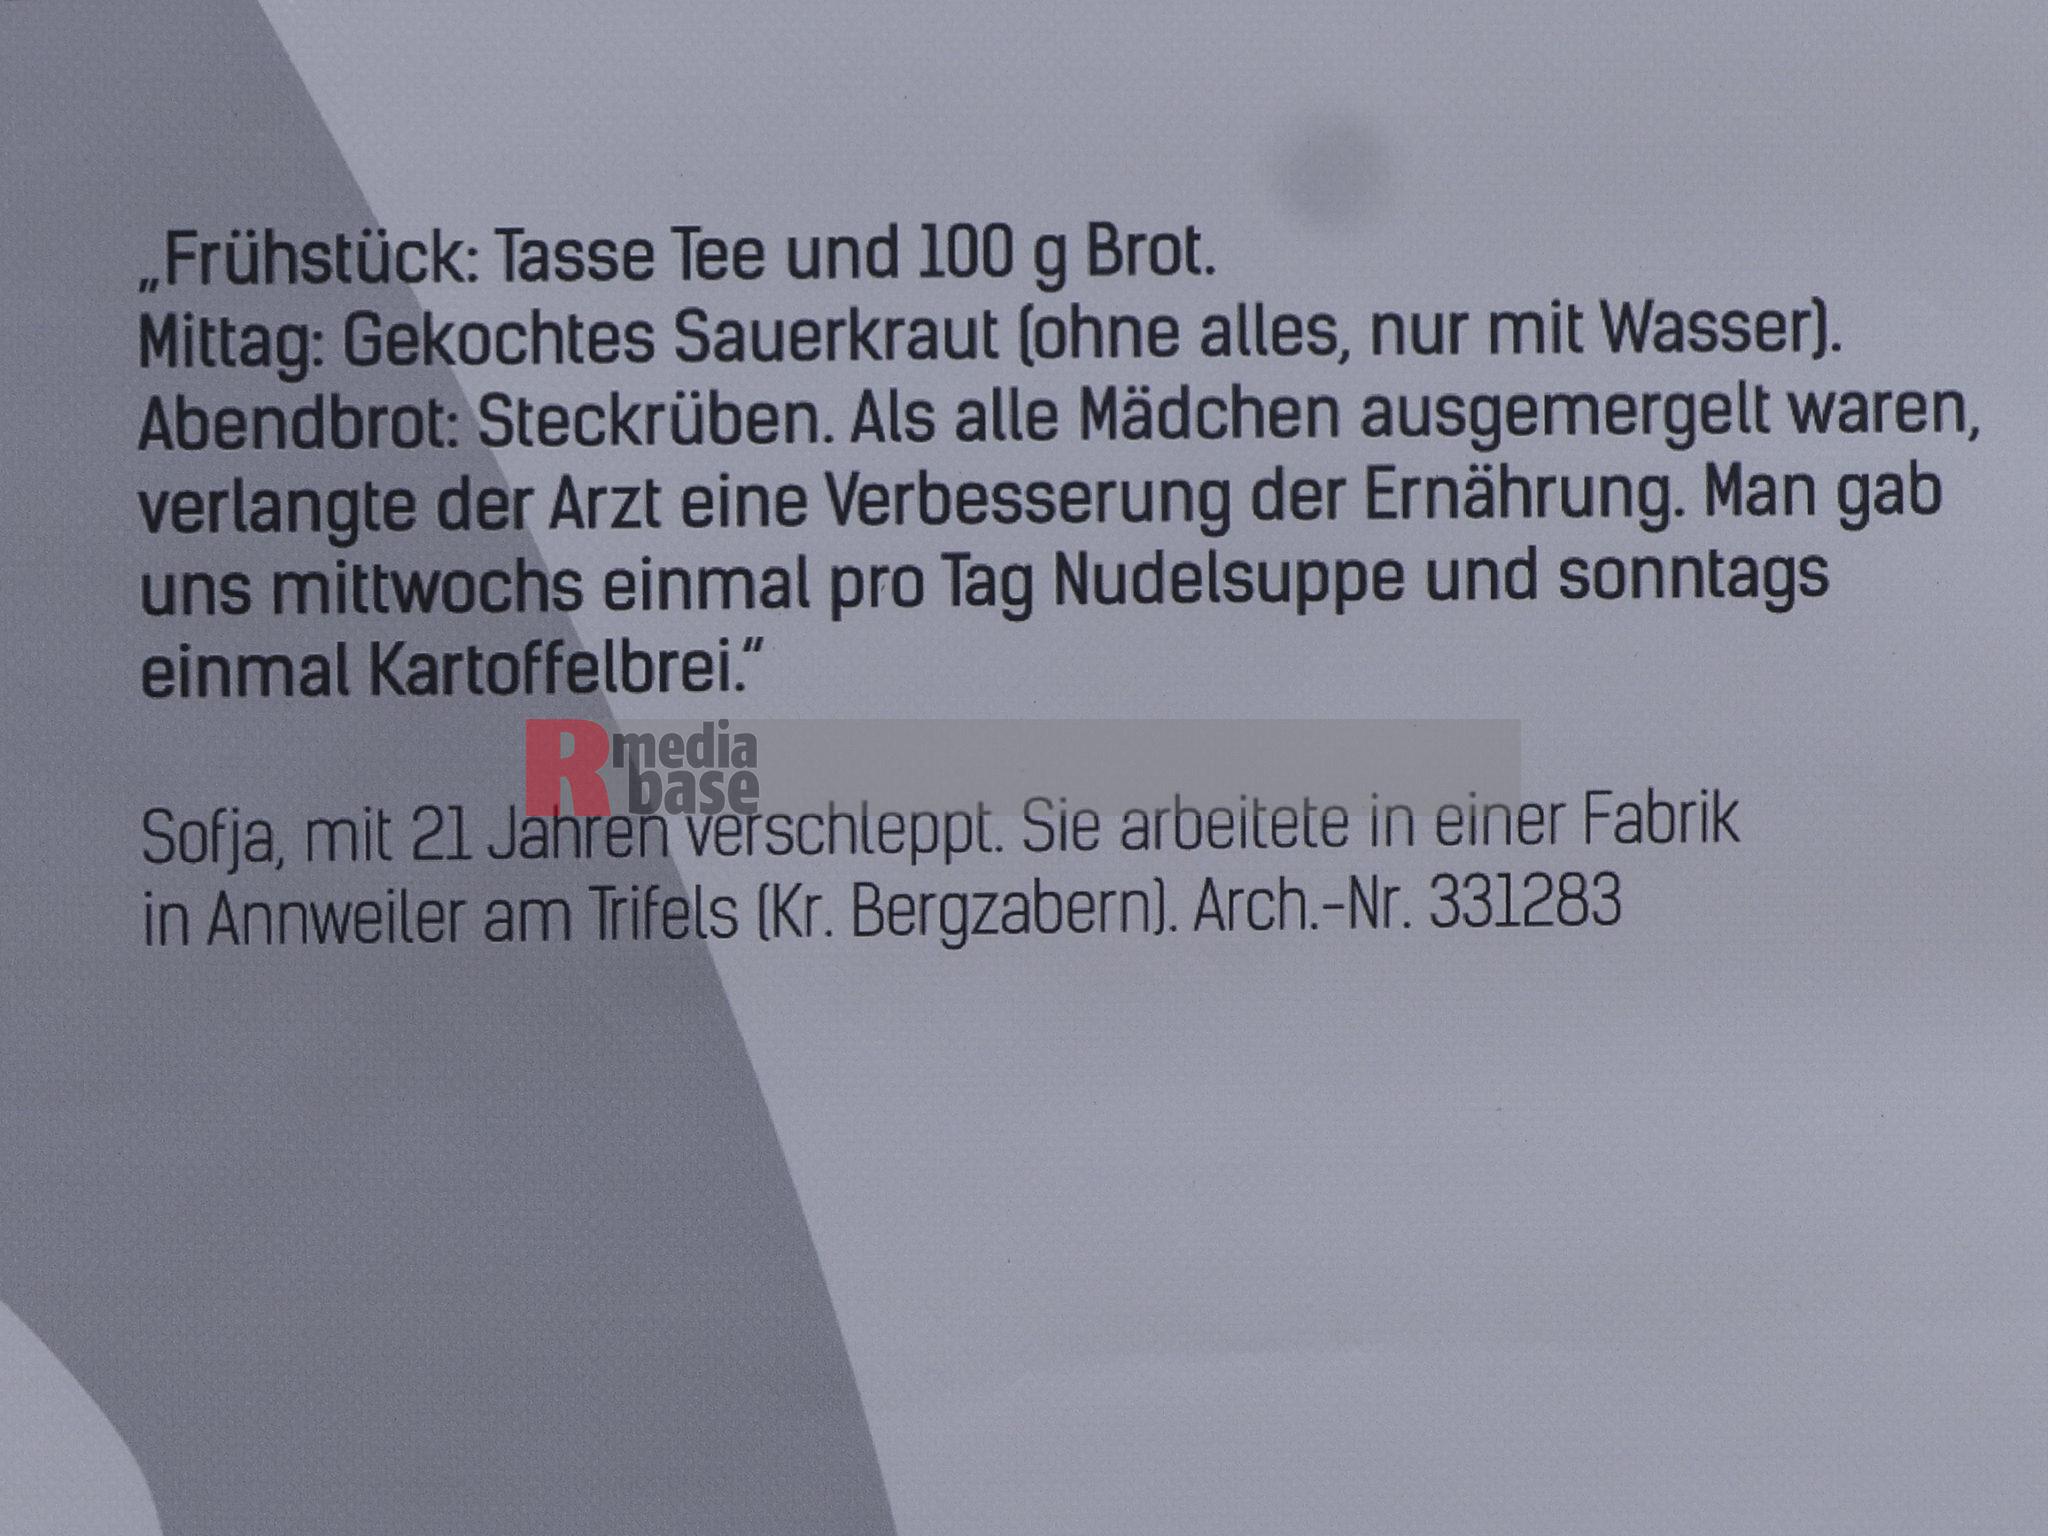 „Frühstück: Tasse Tee und 100 g Brot.
Mittag: Gekochtes Sauerkraut (ohne alles, nur mit Wasser).
Abendbrot: Steckrüben. Als alle Mädchen ausgemergelt waren,
verlangte der Arzt eine Verbesserung der Ernährung. Man gab
uns mittwochs einmal pro Tag Nudelsuppe und sonntags
einmal Kartoffelbrei.“
R media
base
Sofja, mit 21 Jahren verschleppt. Sie arbeitete in einer Fabrik
in Annweiler am Trifels (Kr. Bergzabern). Arch.-Nr. 331283